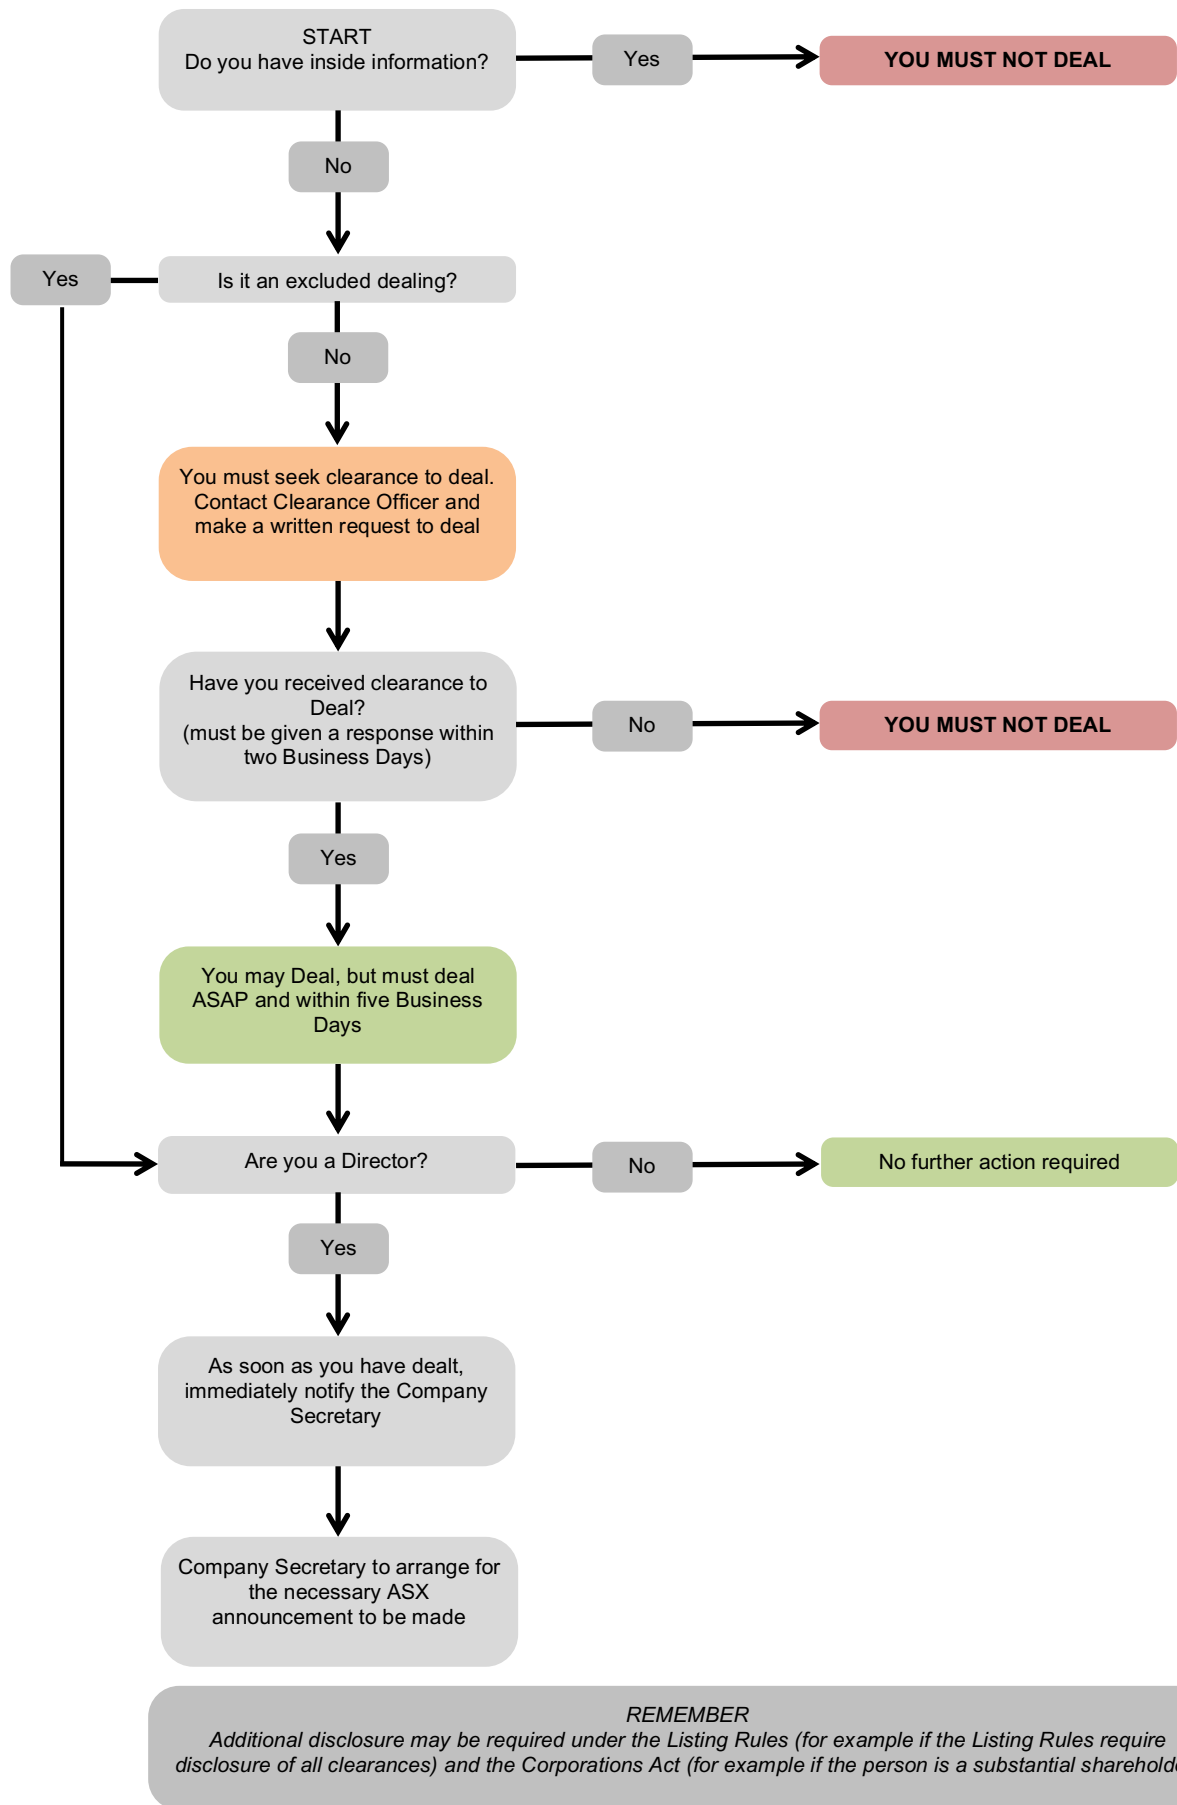 START
Do you have inside information?
Yes
YOU MUST NOT DEAL
No
Yes
Is it an excluded dealing?
No
You must seek clearance to deal.
Contact Clearance Officer and
make a written request to deal
Have you received clearance to
Deal?
(must be given a response within
two Business Days)
No
YOU MUST NOT DEAL
Yes
You may Deal, but must deal
ASAP and within five Business
Days
Are you a Director?
No
No further action required
Yes
As soon as you have dealt,
immediately notify the Company
Secretary
Company Secretary to arrange for
the necessary ASX
announcement to be made
REMEMBER
Additional disclosure may be required under the Listing Rules (for example if the Listing Rules require
disclosure of all clearances) and the Corporations Act (for example if the person is a substantial